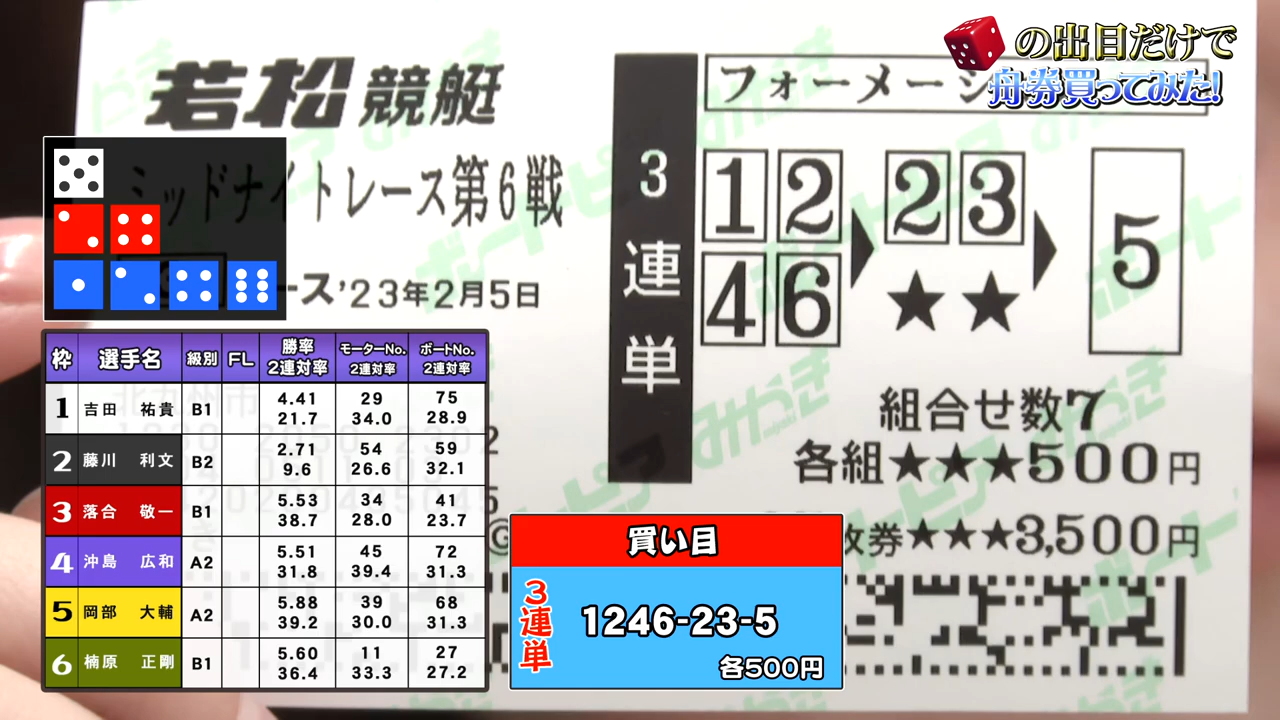 の出目だけで
舟券買ってみた!
若松競艇
ミッドナイトレース第6戦
ース'23年2月5日
3連単
フォーメーシ
1 2 23
4 6 ★★
5
組合せ数7
各組★★★500円
枚券★★★3,500円
枠 選手名 級別 FL 勝率 2連対率 モーターNo. 2連対率 ボートNo. 2連対率
1 吉田 祐貴 B1 4.41 21.7 29 34.0 75 28.9
2 藤川 利文 B2 2.71 9.6 54 26.6 59 32.1
3 落合 敬一 B1 5.53 38.7 34 28.0 41 23.7
4 沖島 広和 A2 5.51 31.8 45 39.4 72 31.3
5 岡部 大輔 A2 5.88 39.2 39 30.0 68 31.3
6 楠原 正剛 B1 5.60 36.4 11 33.3 27 27.2
買い目
3連単
1246-23-5
各500円